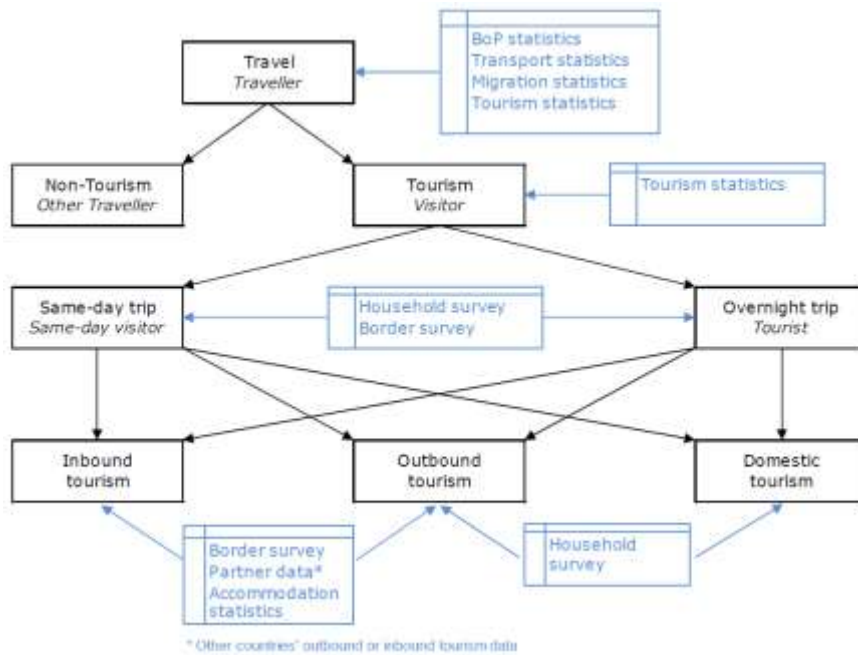 Travel
Traveller
BoP statistics
Transport statistics
Migration statistics
Tourism statistics
Non-Tourism
Other Traveller
Tourism
Visitor
Tourism statistics
Same-day trip
Same-day visitor
Household survey
Border survey
Overnight trip
Tourist
Inbound
tourism
Outbound
tourism
Domestic
tourism
Border survey
Partner data*
Accommodation
statistics
Household
survey
* Other countries' outbound or inbound tourism data